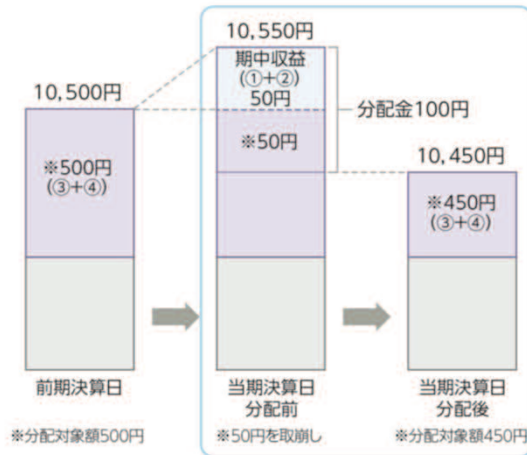 10,500円
※500円
(③+④)
前期決算日
※分配対象額500円
10,550円
期中収益
(①+②)
50円
※50円
分配金100円
当期決算日
分配前
※50円を取崩し
10,450円
※450円
(③+④)
当期決算日
分配後
※分配対象額450円